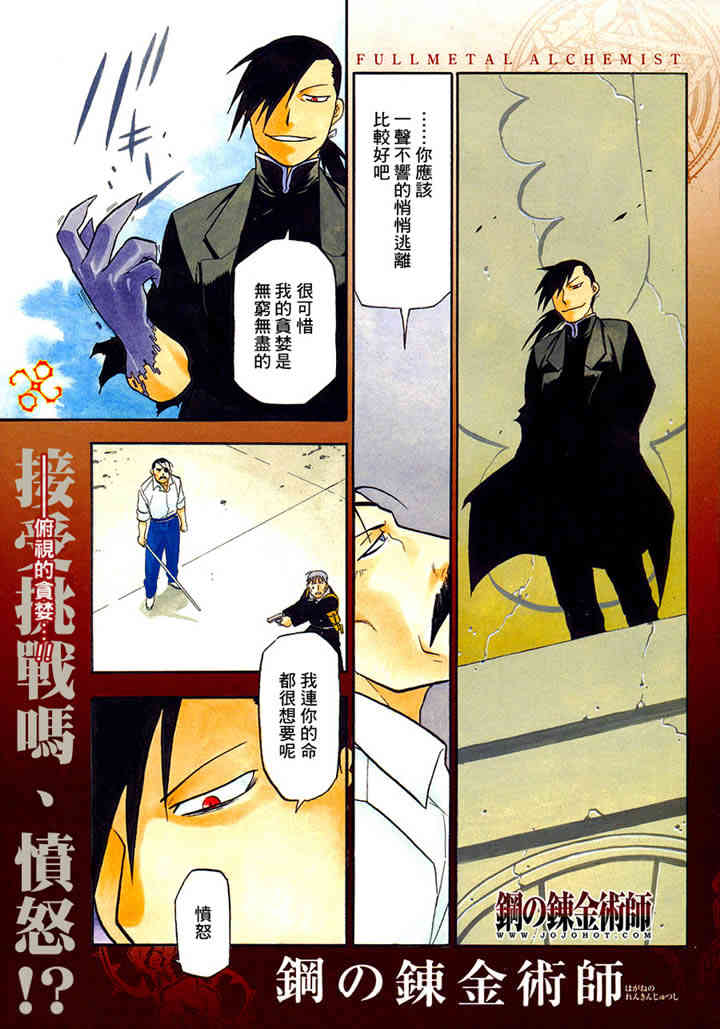 FULLMETAL ALCHEMIST
……你應該
一聲不響的悄悄逃離
比較好吧
很可惜
我的貪婪是
無窮無盡的
我連你的命
都很想要呢
憤怒
——俯視的貪婪…!!
接受挑戰嗎、憤怒!?
鋼の錬金術師
WWW.JOJOHOT.COM
鋼の錬金術師
はがねの
れんきんじゅつし